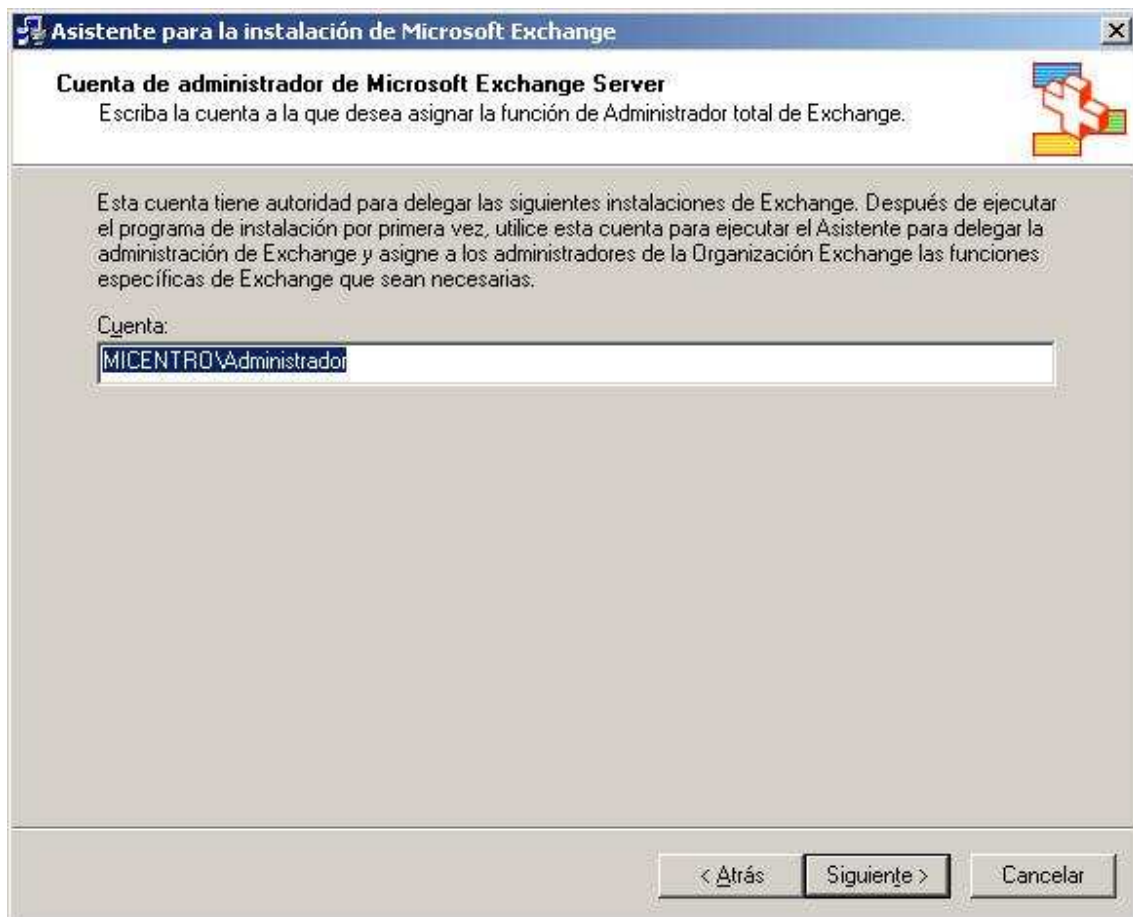 Asistente para la instalación de Microsoft Exchange
Cuenta de administrador de Microsoft Exchange Server
Escriba la cuenta a la que desea asignar la función de Administrador total de Exchange.
Esta cuenta tiene autoridad para delegar las siguientes instalaciones de Exchange. Después de ejecutar
el programa de instalación por primera vez, utilice esta cuenta para ejecutar el Asistente para delegar la
administración de Exchange y asigne a los administradores de la Organización Exchange las funciones
específicas de Exchange que sean necesarias.
Cuenta:
MICENTRO\Administrador
< Atrás
Siguiente >
Cancelar